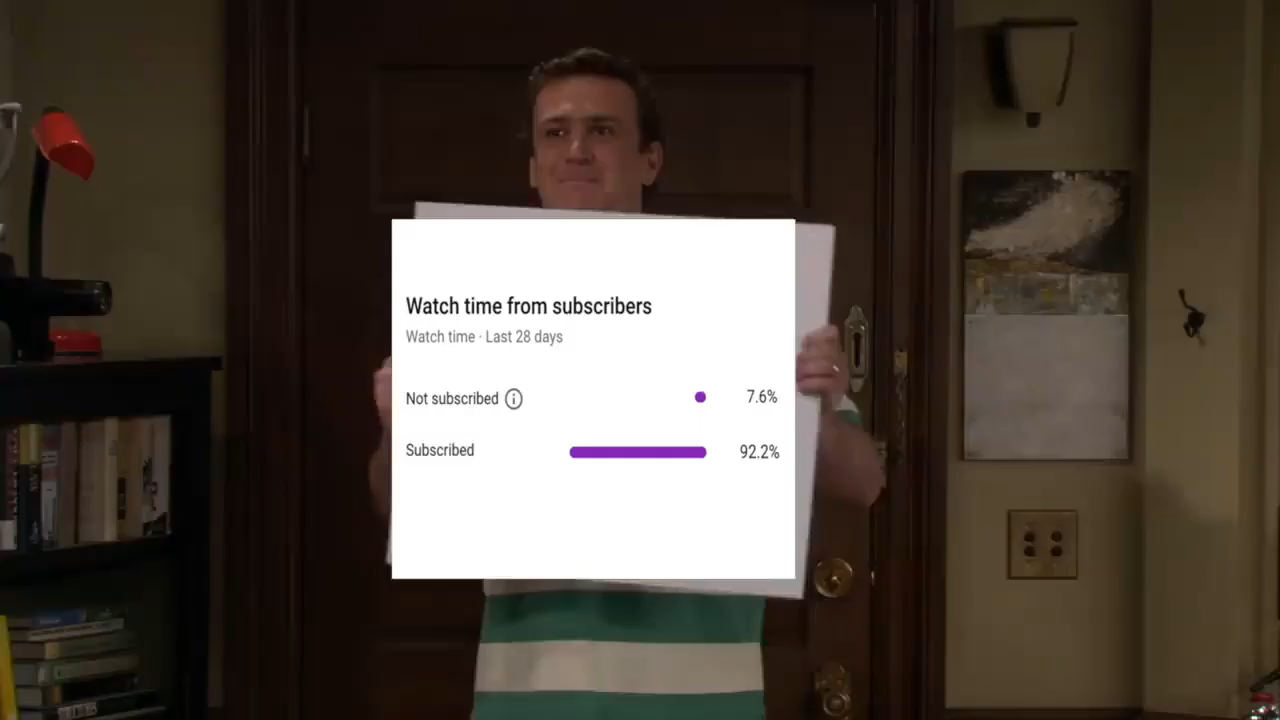 Watch time from subscribers
Watch time · Last 28 days
Not subscribed 7.6%
Subscribed 92.2%